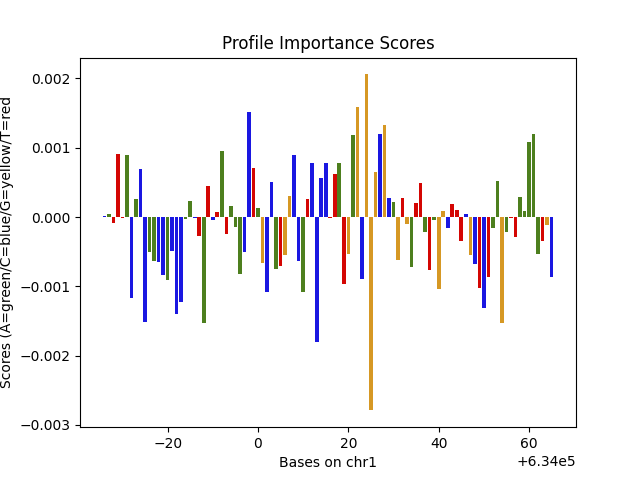 Profile Importance Scores
Scores (A=green/C=blue/G=yellow/T=red
0.002
0.001
0.000
−0.001
−0.002
−0.003
−20
0
20
40
60
Bases on chr1
+6.34e5